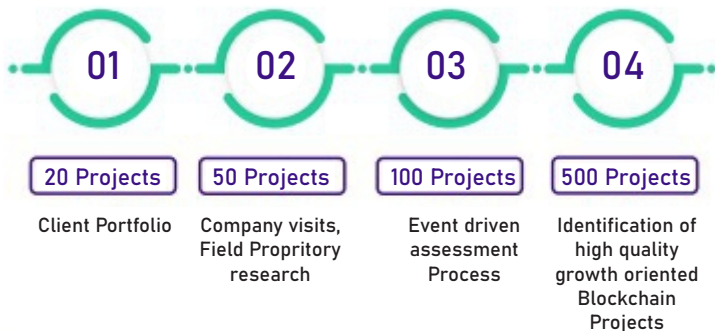 01
02
03
04
20 Projects
50 Projects
100 Projects
500 Projects
Client Portfolio
Company visits,
Field Propritory
research
Event driven
assessment
Process
Identification of
high quality
growth oriented
Blockchain
Projects